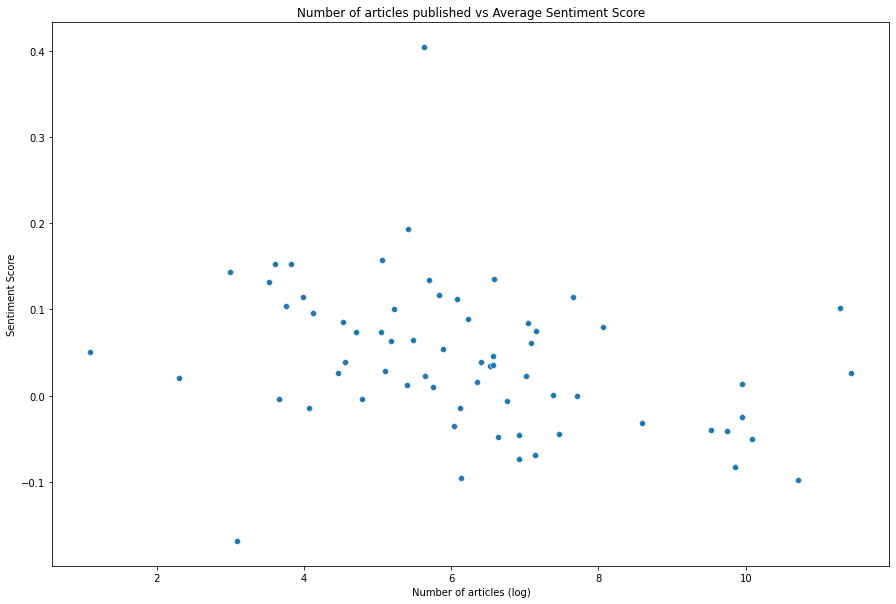 Number of articles published vs Average Sentiment Score
0.4
0.3
0.2
0.1
0.0
−0.1
Sentiment Score
2 4 6 8 10
Number of articles (log)